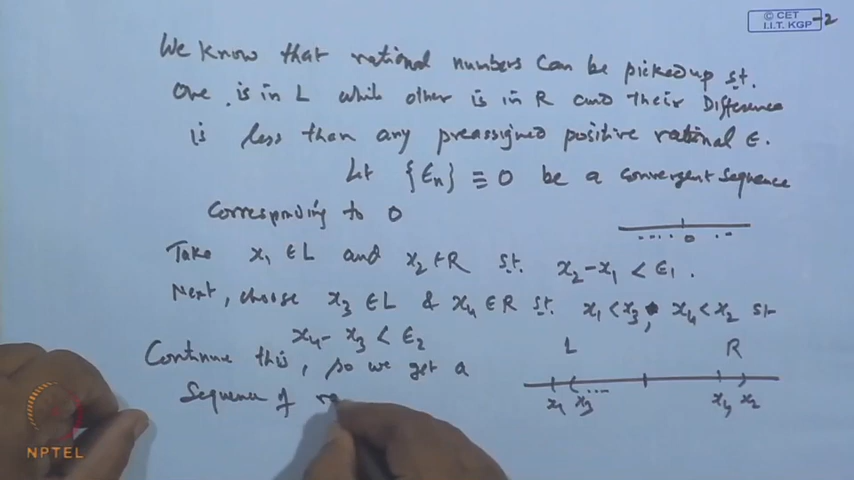 © CET
I.I.T. KGP
-2
We know that rational numbers can be picked up s.t.
one is in L while other is in R and their Difference
is less than any preassigned positive rational ϵ.
Let {ϵn} ≡ 0 be a convergent sequence
Corresponding to 0
0
Take x₁ ∈ L and x₂ ∈ R s.t. x₂-x₁ < ϵ₁.
Next, choose x₃ ∈ L & x₄ ∈ R s.t. x₁ < x₃, x₄ < x₂ st
x₄- x₃ < ϵ₂
L R
Continue this, so we get a
x₁ x₃ x₄ x₂
Sequence of
NPTEL